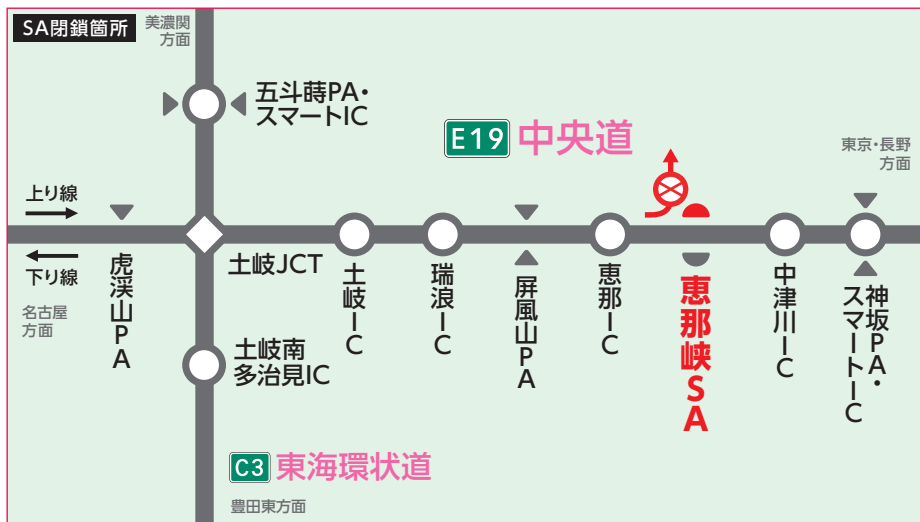 SA閉鎖箇所
美濃関
方面
五斗蒔PA・
スマートIC
E19 中央道
東京・長野
方面
上り線
下り線
名古屋
方面
虎渓山PA
土岐JCT
土岐IC
瑞浪IC
屏風山PA
恵那IC
恵那峡SA
中津川IC
神坂PA・
スマートIC
土岐南
多治見IC
C3 東海環状道
豊田東方面